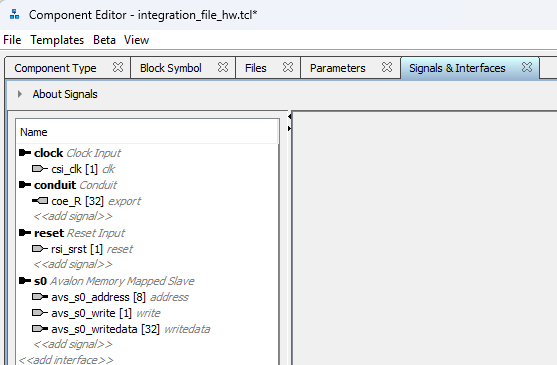 Component Editor - integration_file_hw.tcl*
File Templates Beta View
Component Type Block Symbol Files Parameters Signals & Interfaces
About Signals
Name
clock Clock Input
csi_clk [1] clk
conduit Conduit
coe_R [32] export
<<add signal>>
reset Reset Input
rsi_srst [1] reset
<<add signal>>
s0 Avalon Memory Mapped Slave
avs_s0_address [8] address
avs_s0_write [1] write
avs_s0_writedata [32] writedata
<<add signal>>
<<add interface>>